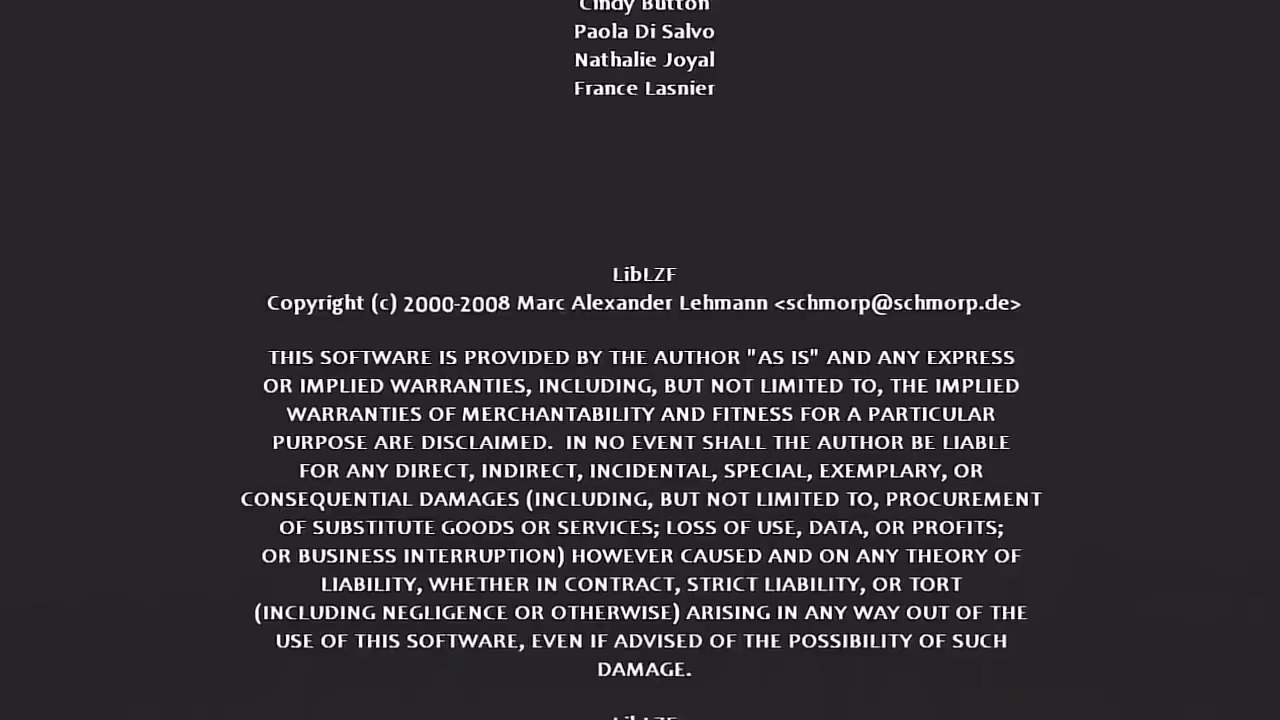 Cindy Button
Paola Di Salvo
Nathalie Joyal
France Lasnier
LibLZF
Copyright (c) 2000-2008 Marc Alexander Lehmann <schmorp@schmorp.de>
THIS SOFTWARE IS PROVIDED BY THE AUTHOR "AS IS" AND ANY EXPRESS
OR IMPLIED WARRANTIES, INCLUDING, BUT NOT LIMITED TO, THE IMPLIED
WARRANTIES OF MERCHANTABILITY AND FITNESS FOR A PARTICULAR
PURPOSE ARE DISCLAIMED.  IN NO EVENT SHALL THE AUTHOR BE LIABLE
FOR ANY DIRECT, INDIRECT, INCIDENTAL, SPECIAL, EXEMPLARY, OR
CONSEQUENTIAL DAMAGES (INCLUDING, BUT NOT LIMITED TO, PROCUREMENT
OF SUBSTITUTE GOODS OR SERVICES; LOSS OF USE, DATA, OR PROFITS;
OR BUSINESS INTERRUPTION) HOWEVER CAUSED AND ON ANY THEORY OF
LIABILITY, WHETHER IN CONTRACT, STRICT LIABILITY, OR TORT
(INCLUDING NEGLIGENCE OR OTHERWISE) ARISING IN ANY WAY OUT OF THE
USE OF THIS SOFTWARE, EVEN IF ADVISED OF THE POSSIBILITY OF SUCH
DAMAGE.
LibLZF